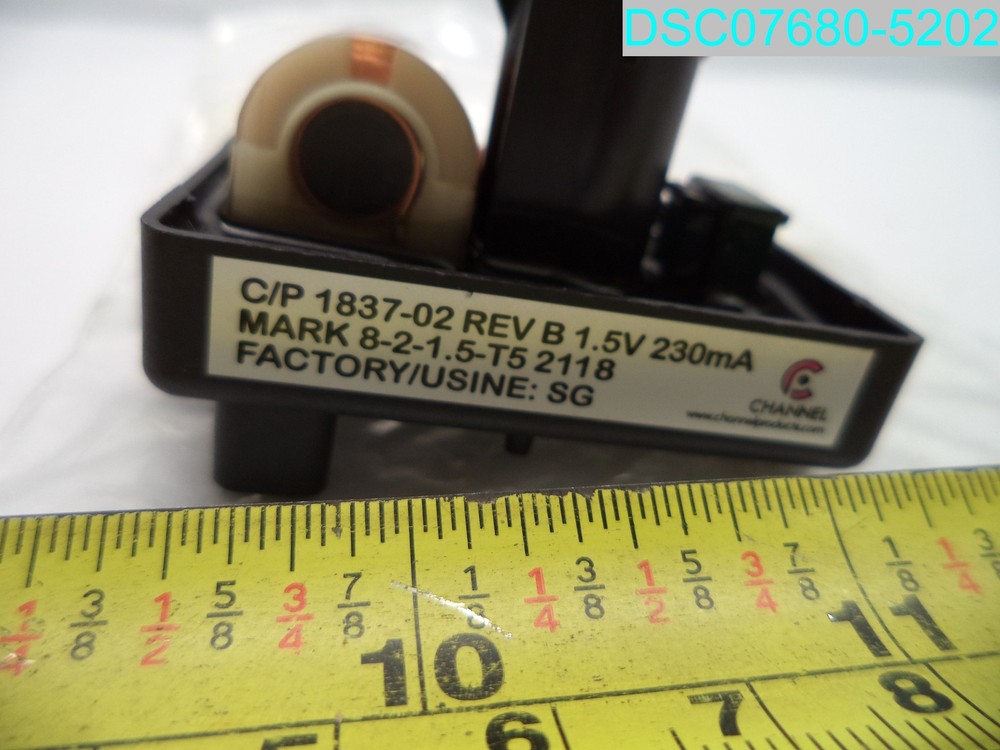 DSC07680-5202
C/P 1837-02 REV B 1.5V 230mA
MARK 8-2-1.5-T5 2118
FACTORY/USINE: SG
CHANNEL
www.channelproducts.com
1/4 3/8 1/2 5/8 3/4 7/8 1/8 1/4 3/8 1/2 5/8 3/4 7/8 1/8 1/4 3/8
10 11
5 6 7 8